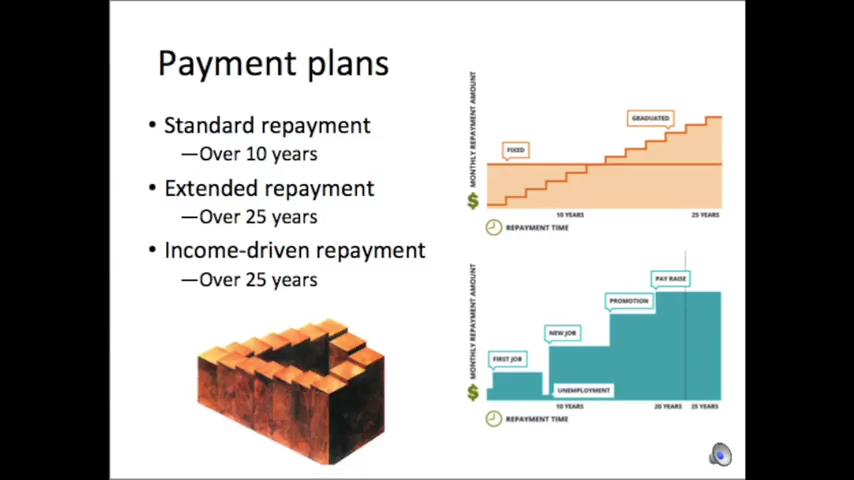 Payment plans
• Standard repayment
—Over 10 years
• Extended repayment
—Over 25 years
• Income-driven repayment
—Over 25 years
$ MONTHLY REPAYMENT AMOUNT
FIXED
GRADUATED
10 YEARS
25 YEARS
REPAYMENT TIME
$ MONTHLY REPAYMENT AMOUNT
FIRST JOB
NEW JOB
UNEMPLOYMENT
PROMOTION
PAY RAISE
10 YEARS
20 YEARS
25 YEARS
REPAYMENT TIME